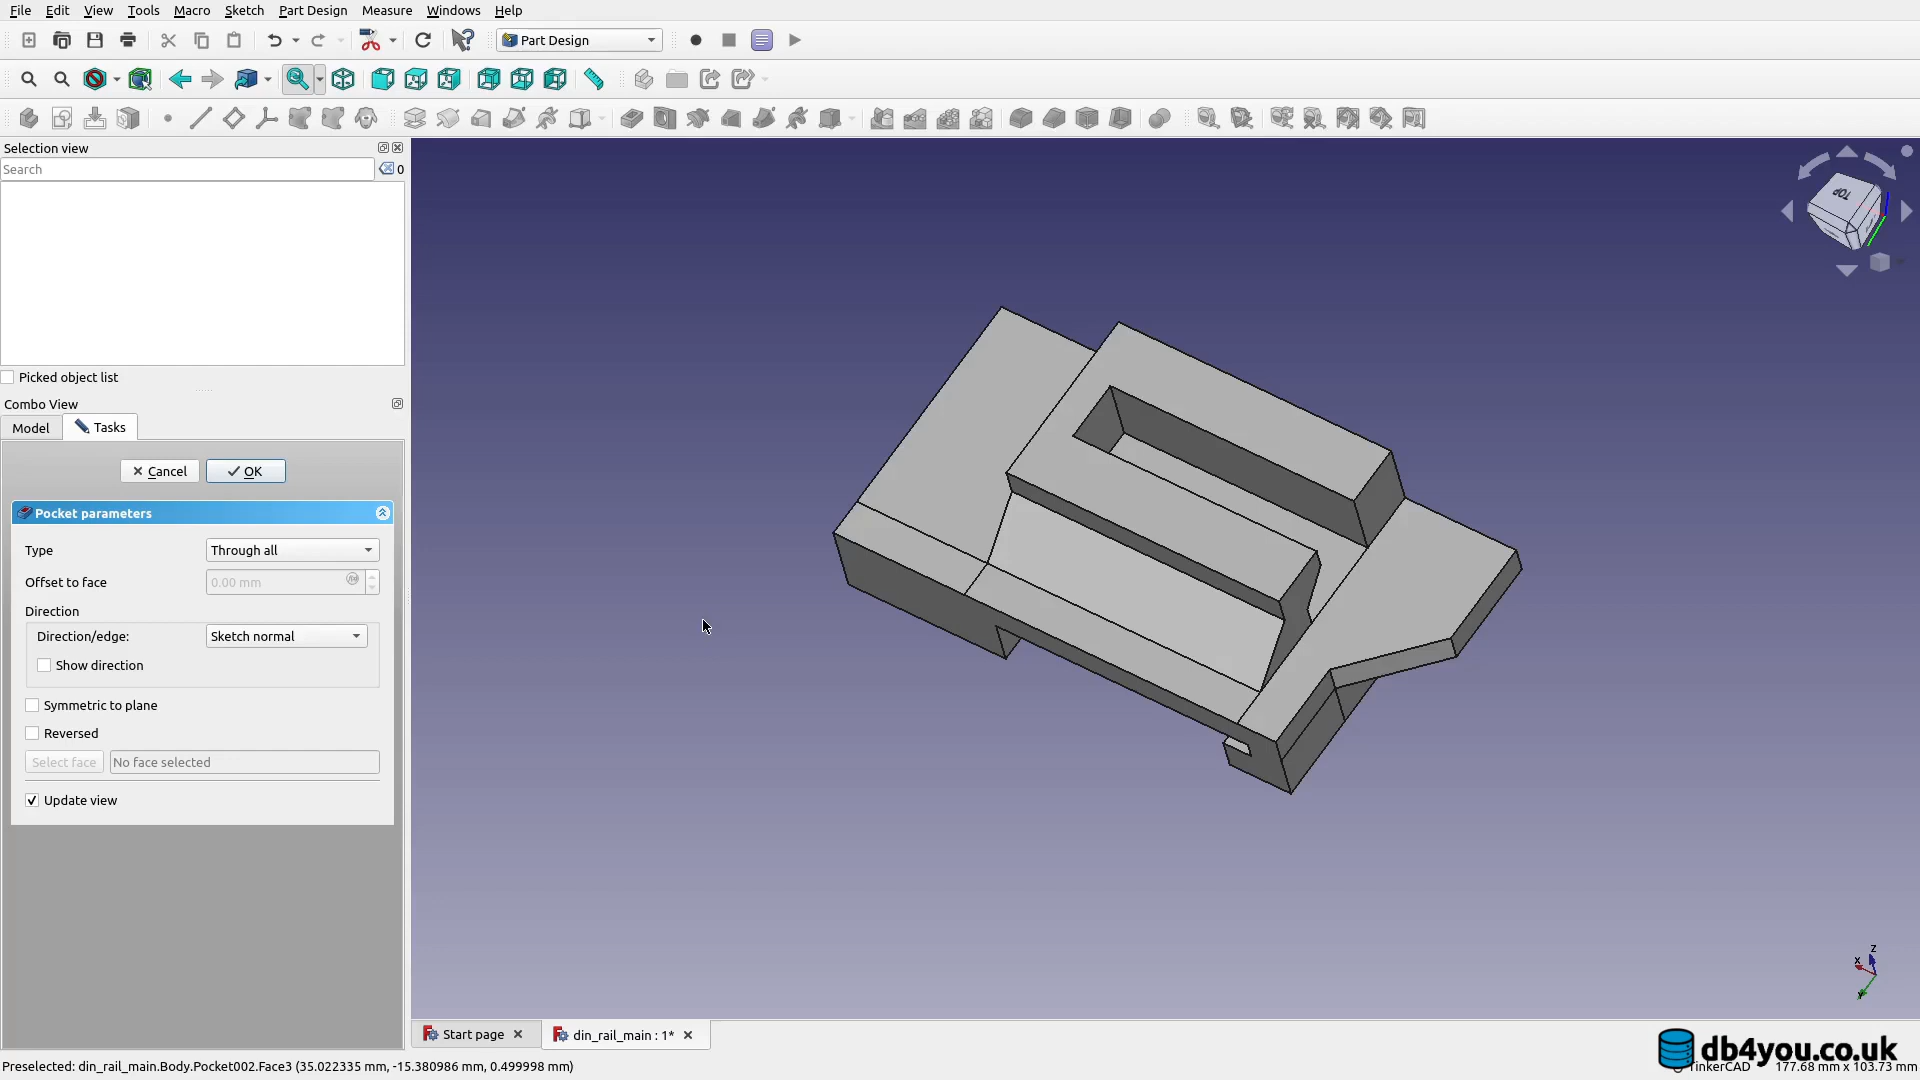 File Edit View Tools Macro Sketch Part Design Measure Windows Help
Part Design
Selection view
Search
0
Picked object list
Combo View
Model
Tasks
Cancel
OK
Pocket parameters
Type
Through all
Offset to face
0.00 mm
Direction
Direction/edge:
Sketch normal
Show direction
Symmetric to plane
Reversed
Select face
No face selected
Update view
TOP
z
x
y
Start page
din_rail_main : 1*
db4you.co.uk
Preselected: din_rail_main.Body.Pocket002.Face3 (35.022335 mm, -15.380986 mm, 0.499998 mm)
TinkerCAD
177.68 mm x 103.73 mm